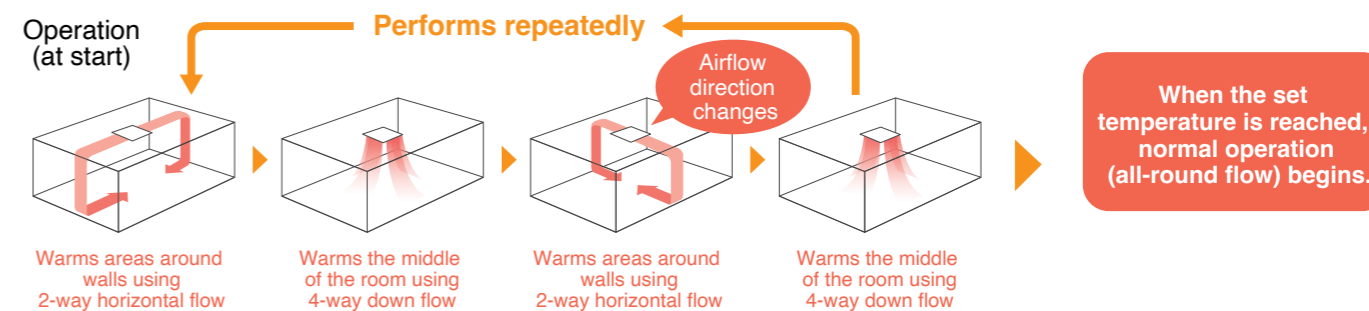 Operation
(at start)
Performs repeatedly
Airflow
direction
changes
Warms areas around
walls using
2-way horizontal flow
Warms the middle
of the room using
4-way down flow
Warms areas around
walls using
2-way horizontal flow
Warms the middle
of the room using
4-way down flow
When the set
temperature is reached,
normal operation
(all-round flow) begins.